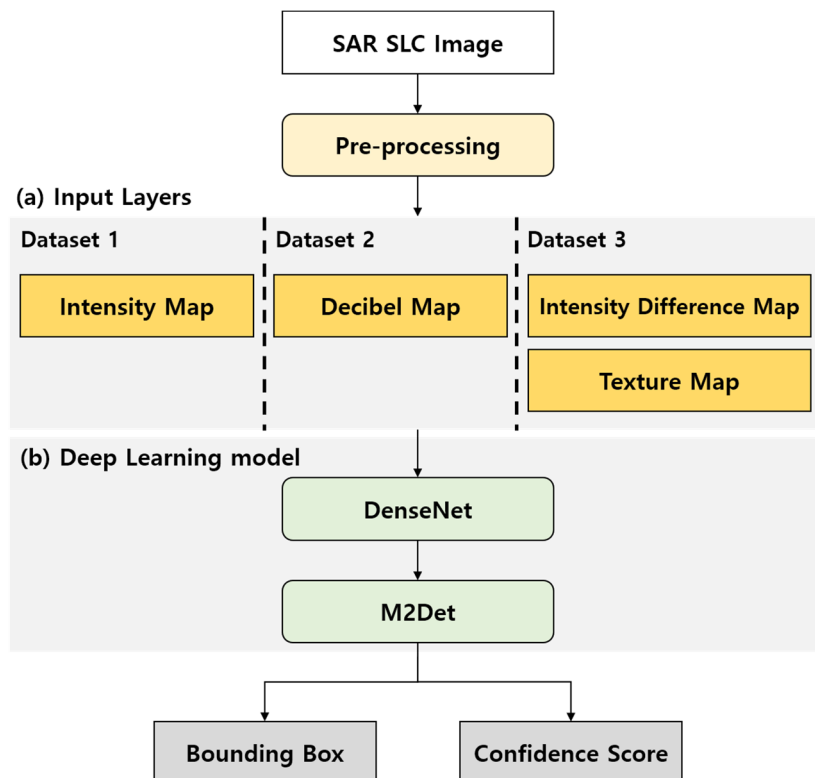 SAR SLC Image
Pre-processing
(a) Input Layers
Dataset 1
Dataset 2
Dataset 3
Intensity Map
Decibel Map
Intensity Difference Map
Texture Map
(b) Deep Learning model
DenseNet
M2Det
Bounding Box
Confidence Score